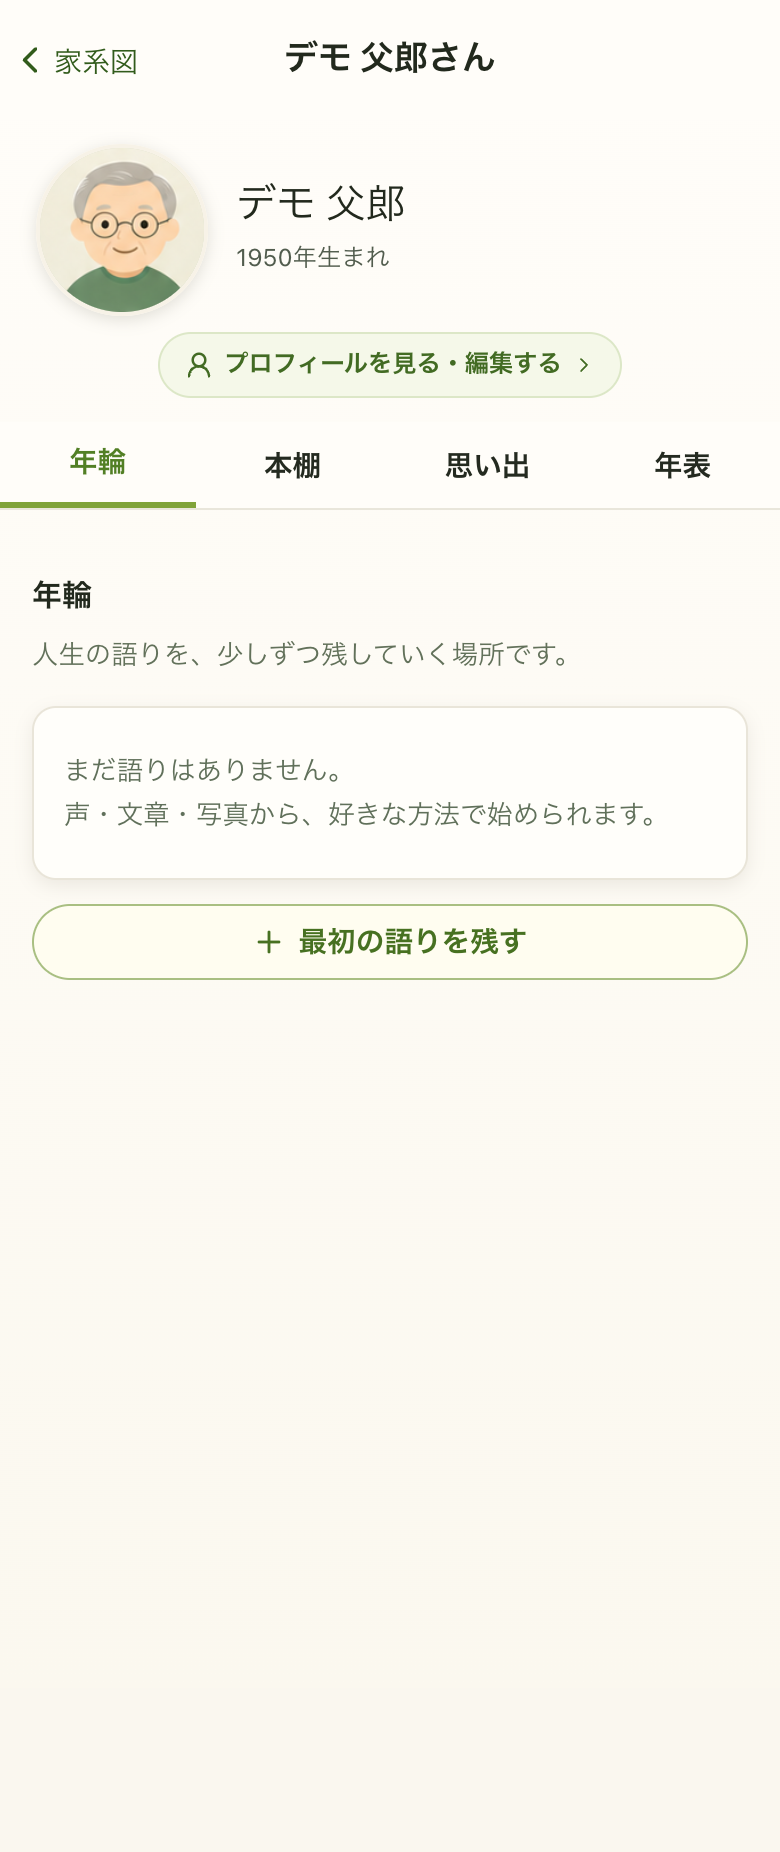 家系図
デモ 父郎さん
デモ 父郎
1950年生まれ
プロフィールを見る・編集する
年輪
本棚
思い出
年表
年輪
人生の語りを、少しずつ残していく場所です。
まだ語りはありません。
声・文章・写真から、好きな方法で始められます。
＋ 最初の語りを残す